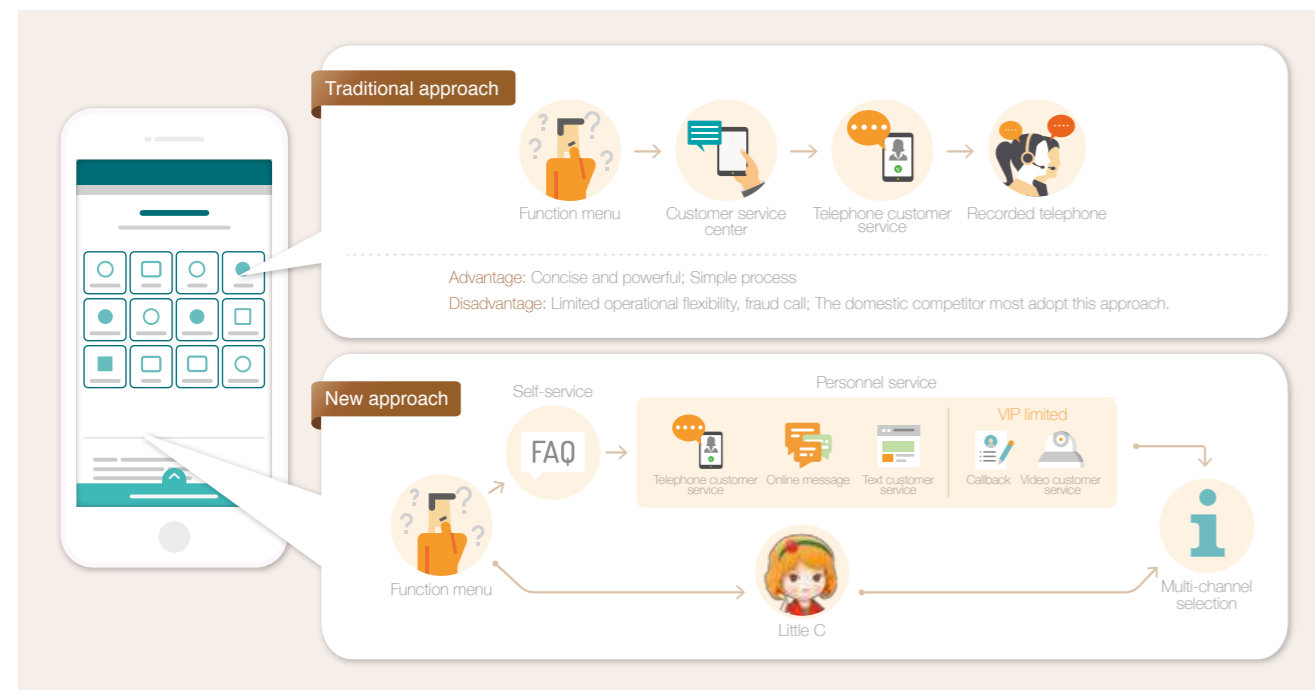 Traditional approach
Function menu
Customer service
center
Telephone customer
service
Recorded telephone
Advantage: Concise and powerful; Simple process
Disadvantage: Limited operational flexibility, fraud call; The domestic competitor most adopt this approach.
New approach
Self-service
FAQ
Personnel service
VIP limited
Telephone customer
service
Online message
Text customer
service
Callback
Video customer
service
Function menu
Little C
Multi-channel
selection